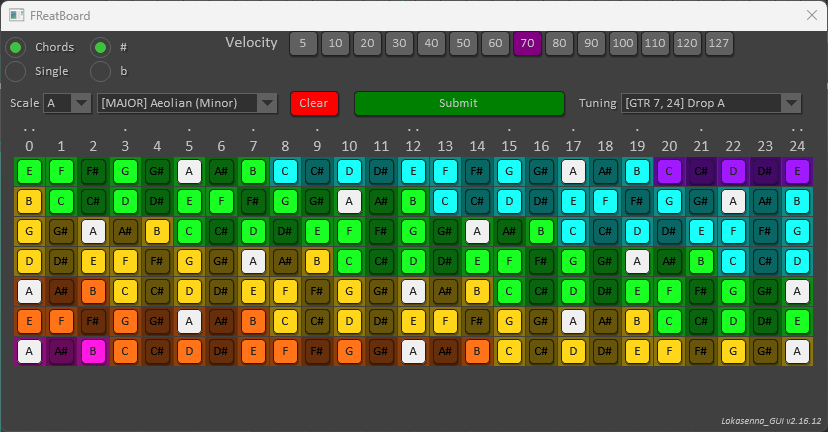 FReatBoard
Chords # Velocity 5 10 20 30 40 50 60 70 80 90 100 110 120 127
Single b
Scale A [MAJOR] Aeolian (Minor) Clear Submit Tuning [GTR 7, 24] Drop A
0 1 2 3 4 5 6 7 8 9 10 11 12 13 14 15 16 17 18 19 20 21 22 23 24
E F F# G G# A A# B C C# D D# E F F# G G# A A# B C C# D D# E
B C C# D D# E F F# G G# A A# B C C# D D# E F F# G G# A A# B
G G# A A# B C C# D D# E F F# G G# A A# B C C# D D# E F F# G
D D# E F F# G G# A A# B C C# D D# E F F# G G# A A# B C C# D
A A# B C C# D D# E F F# G G# A A# B C C# D D# E F F# G G# A
E F F# G G# A A# B C C# D D# E F F# G G# A A# B C C# D D# E
A A# B C C# D D# E F F# G G# A A# B C C# D D# E F F# G G# A
Lokasenna_GUI v2.16.12